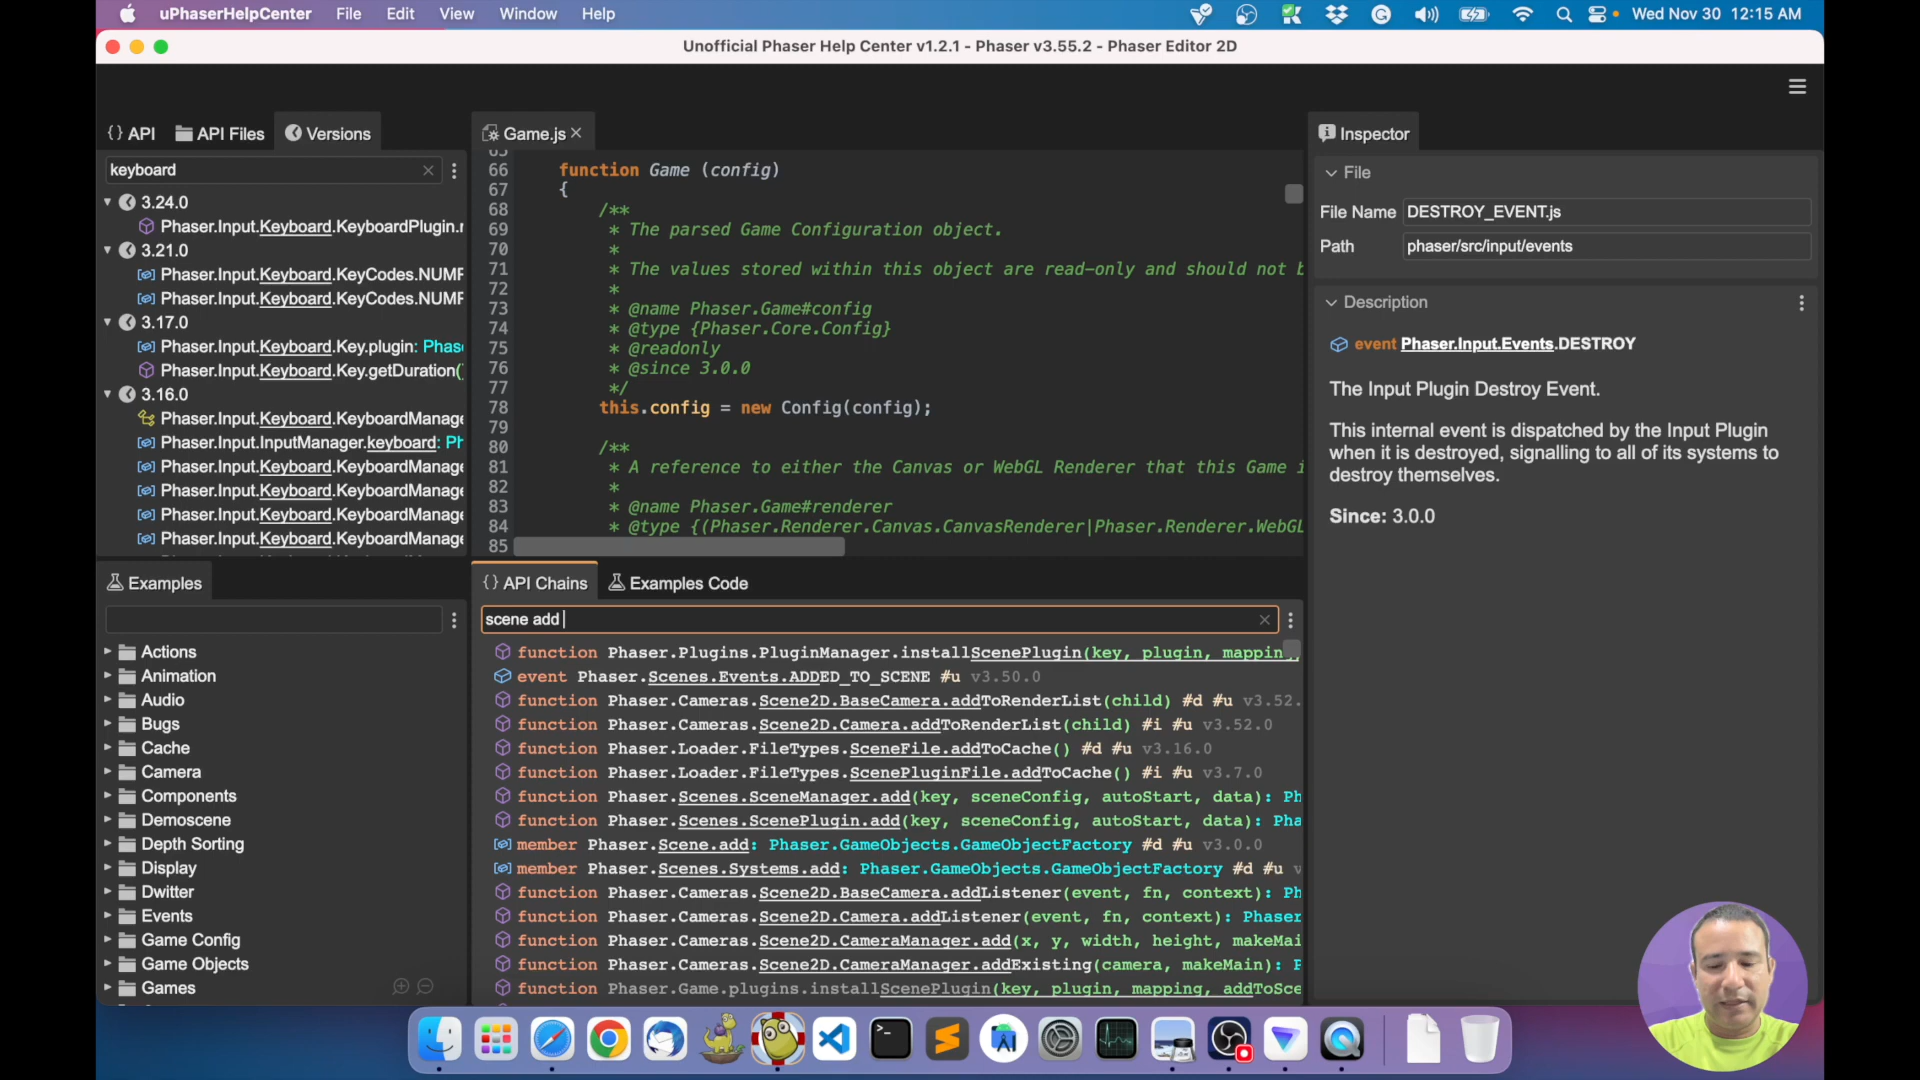 uPhaserHelpCenter File Edit View Window Help Wed Nov 30 12:15 AM
Unofficial Phaser Help Center v1.2.1 - Phaser v3.55.2 - Phaser Editor 2D
API API Files Versions
keyboard
3.24.0
Phaser.Input.Keyboard.KeyboardPlugin.r
3.21.0
Phaser.Input.Keyboard.KeyCodes.NUMP
Phaser.Input.Keyboard.KeyCodes.NUMP
3.17.0
Phaser.Input.Keyboard.Key.plugin: Phase
Phaser.Input.Keyboard.Key.getDuration()
3.16.0
Phaser.Input.Keyboard.KeyboardManage
Phaser.Input.InputManager.keyboard: Ph
Phaser.Input.Keyboard.KeyboardManage
Phaser.Input.Keyboard.KeyboardManage
Phaser.Input.Keyboard.KeyboardManage
Phaser.Input.Keyboard.KeyboardManage
Game.js
65
66 function Game (config)
67 {
68 /**
69 * The parsed Game Configuration object.
70 *
71 * The values stored within this object are read-only and should not b
72 *
73 * @name Phaser.Game#config
74 * @type {Phaser.Core.Config}
75 * @readonly
76 * @since 3.0.0
77 */
78 this.config = new Config(config);
79
80 /**
81 * A reference to either the Canvas or WebGL Renderer that this Game i
82 *
83 * @name Phaser.Game#renderer
84 * @type {(Phaser.Renderer.Canvas.CanvasRenderer|Phaser.Renderer.WebGL
85
Inspector
File
File Name DESTROY_EVENT.js
Path phaser/src/input/events
Description
event Phaser.Input.Events.DESTROY
The Input Plugin Destroy Event.
This internal event is dispatched by the Input Plugin
when it is destroyed, signalling to all of its systems to
destroy themselves.
Since: 3.0.0
Examples
Actions
Animation
Audio
Bugs
Cache
Camera
Components
Demoscene
Depth Sorting
Display
Dwitter
Events
Game Config
Game Objects
Games
{} API Chains Examples Code
scene add
function Phaser.Plugins.PluginManager.installScenePlugin(key, plugin, mapping,
event Phaser.Scenes.Events.ADDED_TO_SCENE #u v3.50.0
function Phaser.Cameras.Scene2D.BaseCamera.addToRenderList(child) #d #u v3.52.
function Phaser.Cameras.Scene2D.Camera.addToRenderList(child) #i #u v3.52.0
function Phaser.Loader.FileTypes.SceneFile.addToCache() #d #u v3.16.0
function Phaser.Loader.FileTypes.ScenePluginFile.addToCache() #i #u v3.7.0
function Phaser.Scenes.SceneManager.add(key, sceneConfig, autoStart, data): Ph
function Phaser.Scenes.ScenePlugin.add(key, sceneConfig, autoStart, data): Pha
member Phaser.Scene.add: Phaser.GameObjects.GameObjectFactory #d #u v3.0.0
member Phaser.Scenes.Systems.add: Phaser.GameObjects.GameObjectFactory #d #u v
function Phaser.Cameras.Scene2D.BaseCamera.addListener(event, fn, context): Ph
function Phaser.Cameras.Scene2D.Camera.addListener(event, fn, context): Phaser
function Phaser.Cameras.Scene2D.CameraManager.add(x, y, width, height, makeMai
function Phaser.Cameras.Scene2D.CameraManager.addExisting(camera, makeMain): P
function Phaser.Game.plugins.installScenePlugin(key, plugin, mapping, addToSce